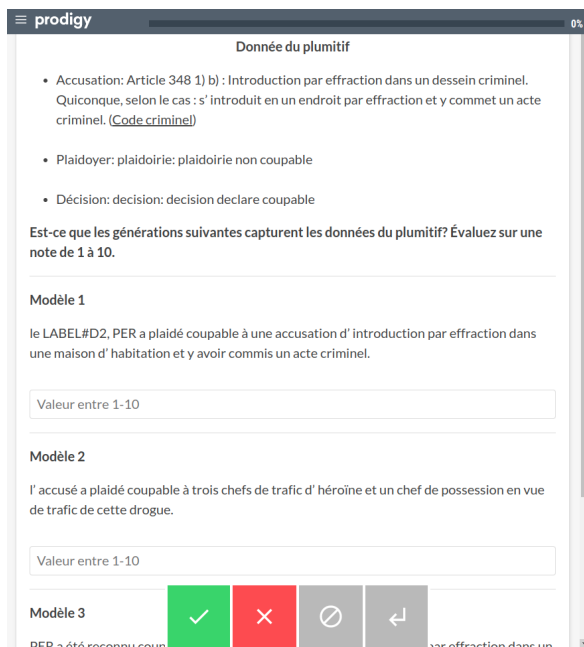 prodigy
0%
Donnée du plumitif
• Accusation: Article 348 1) b) : Introduction par effraction dans un dessein criminel.
Quiconque, selon le cas : s’ introduit en un endroit par effraction et y commet un acte
criminel. (Code criminel)
• Plaidoyer: plaidoirie: plaidoirie non coupable
• Décision: decision: decision declare coupable
Est-ce que les générations suivantes capturent les données du plumitif? Évaluez sur une
note de 1 à 10.
Modèle 1
le LABEL#D2, PER a plaidé coupable à une accusation d’ introduction par effraction dans
une maison d’ habitation et y avoir commis un acte criminel.
Valeur entre 1-10
Modèle 2
l’ accusé a plaidé coupable à trois chefs de trafic d’ héroïne et un chef de possession en vue
de trafic de cette drogue.
Valeur entre 1-10
Modèle 3
PER a été reconnu coup par effraction dans un